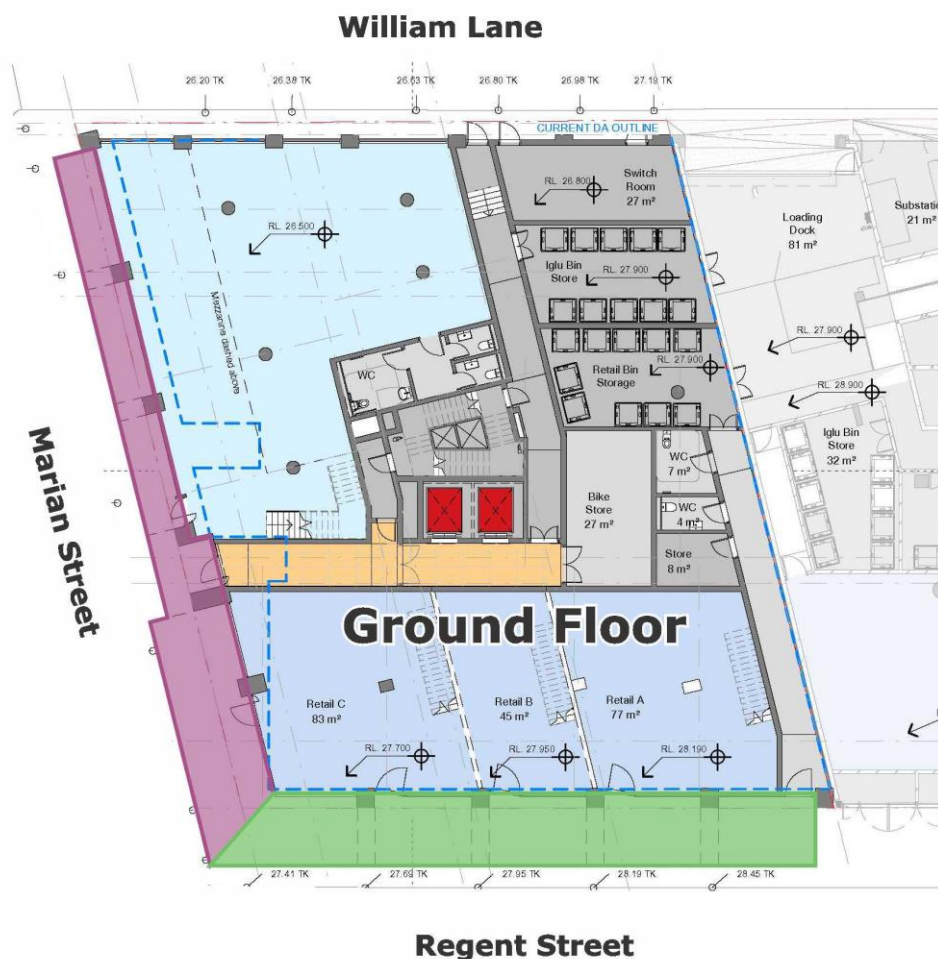 William Lane
26.20 TK
26.38 TK
26.63 TK
26.80 TK
26.98 TK
27.19 TK
CURRENT DA OUTLINE
Switch
Room
27 m²
RL. 26.800
Substatio
21 m²
Loading
Dock
81 m²
RL. 26.500
Iglu Bin
Store
RL. 27.900
Mezzanine dashed above
RL. 27.900
WC
Retail Bin
Storage
RL. 27.900
RL. 28.900
Iglu Bin
Store
32 m²
Marian Street
WC
7 m²
Bike
Store
27 m²
WC
4 m²
Store
8 m²
Ground Floor
Retail C
83 m²
Retail B
45 m²
Retail A
77 m²
RL. 27.700
RL. 27.950
RL. 28.190
27.41 TK
27.69 TK
27.95 TK
28.19 TK
28.45 TK
Regent Street